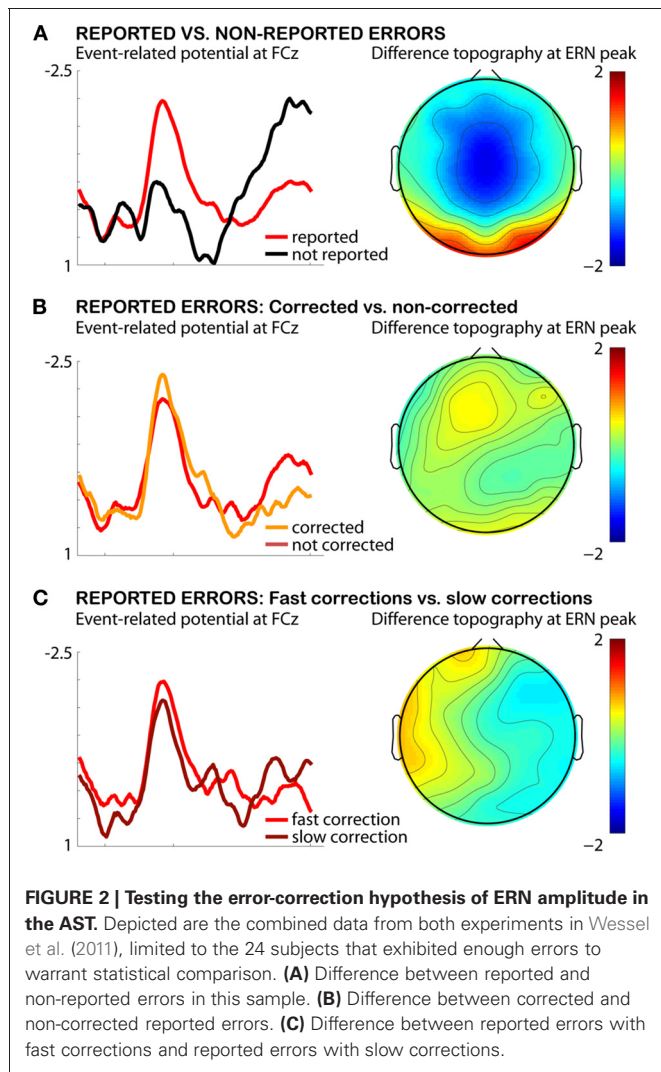 A REPORTED VS. NON-REPORTED ERRORS
Event-related potential at FCz
Difference topography at ERN peak
-2.5
2
reported
not reported
1
−2
B REPORTED ERRORS: Corrected vs. non-corrected
Event-related potential at FCz
Difference topography at ERN peak
-2.5
2
corrected
not corrected
1
−2
C REPORTED ERRORS: Fast corrections vs. slow corrections
Event-related potential at FCz
Difference topography at ERN peak
-2.5
2
fast correction
slow correction
1
−2
FIGURE 2 | Testing the error-correction hypothesis of ERN amplitude in
the AST. Depicted are the combined data from both experiments in Wessel
et al. (2011), limited to the 24 subjects that exhibited enough errors to
warrant statistical comparison. (A) Difference between reported and
non-reported errors in this sample. (B) Difference between corrected and
non-corrected reported errors. (C) Difference between reported errors with
fast corrections and reported errors with slow corrections.